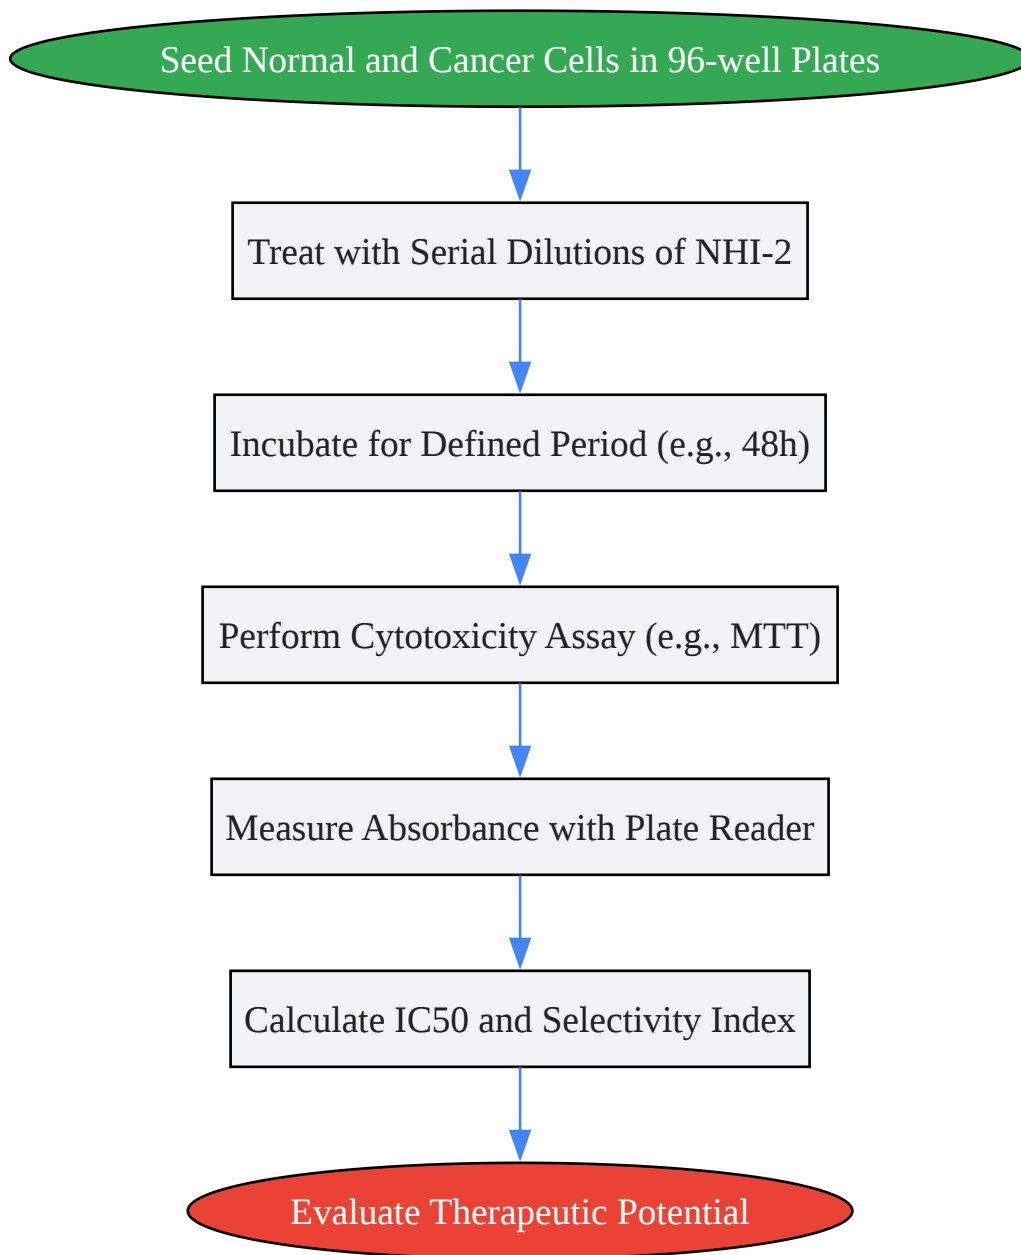 Seed Normal and Cancer Cells in 96-well Plates
Treat with Serial Dilutions of NHI-2
Incubate for Defined Period (e.g., 48h)
Perform Cytotoxicity Assay (e.g., MTT)
Measure Absorbance with Plate Reader
Calculate IC50 and Selectivity Index
Evaluate Therapeutic Potential